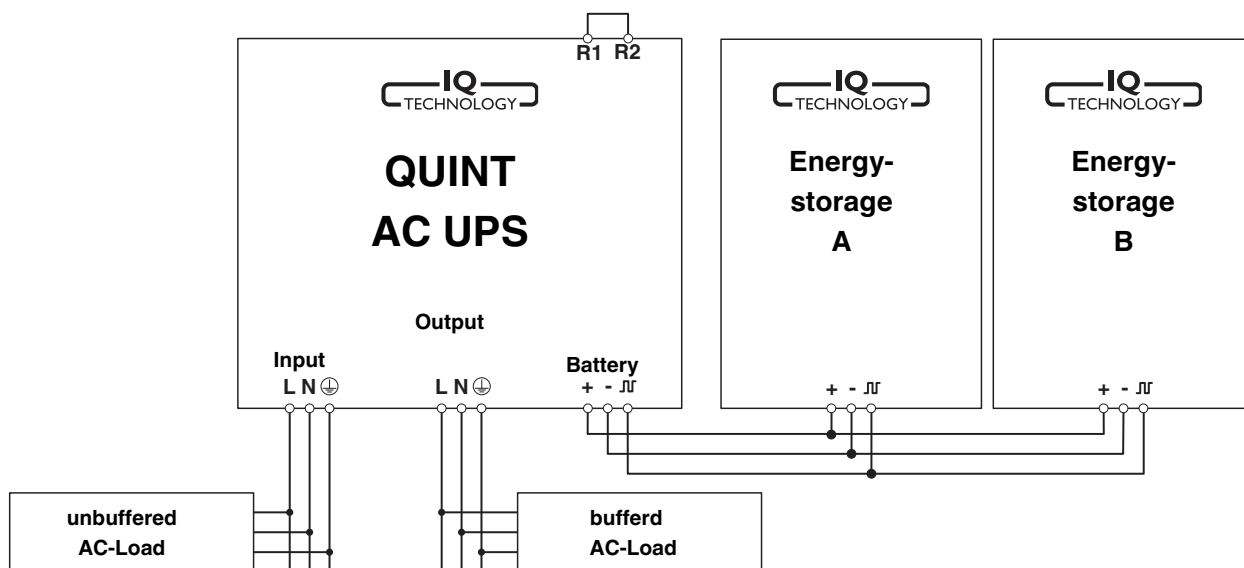 R1 R2
IQ
TECHNOLOGY
QUINT
AC UPS
Output
Input
Battery
L N
L N
+ -
IQ
TECHNOLOGY
Energy-
storage
A
+ -
IQ
TECHNOLOGY
Energy-
storage
B
+ -
unbuffered
AC-Load
bufferd
AC-Load